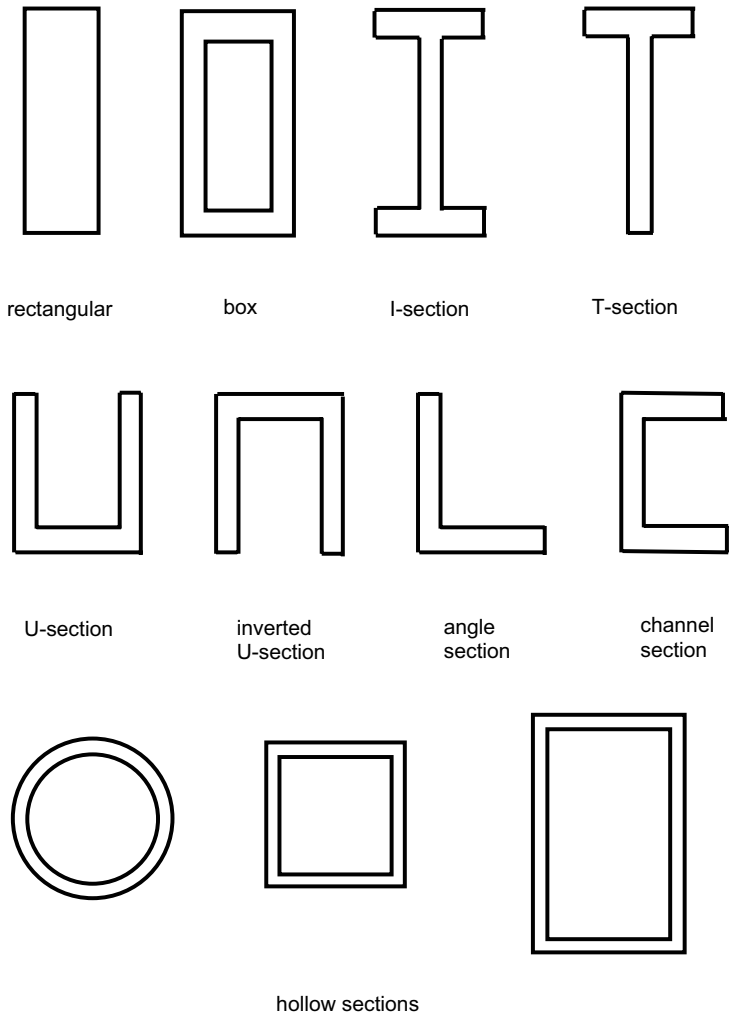 rectangular
box
I-section
T-section
U-section
inverted
U-section
angle
section
channel
section
hollow sections